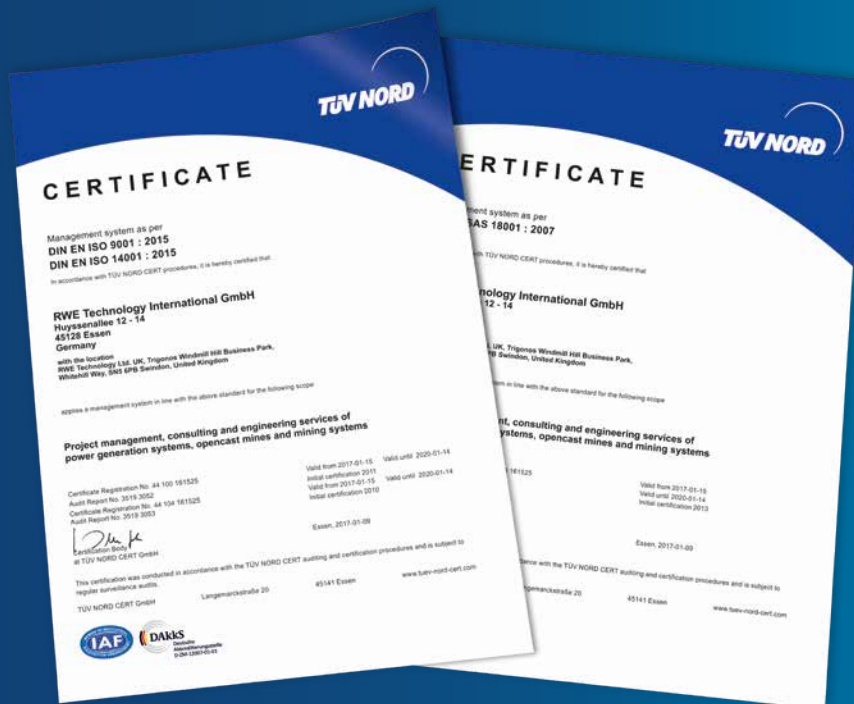 TÜV NORD
CERTIFICATE
Management system as per
DIN EN ISO 9001 : 2015
DIN EN ISO 14001 : 2015
In accordance with TÜV NORD CERT procedures, it is hereby certified that
RWE Technology International GmbH
Huyssenallee 12 - 14
45128 Essen
Germany
with the location
RWE Technology Ltd. UK, Trigonos Windmill Hill Business Park,
Whitehill Way, SN5 6PB Swindon, United Kingdom
applies a management system in line with the above standard for the following scope
Project management, consulting and engineering services of
power generation systems, opencast mines and mining systems
Certificate Registration No. 44 100 161525
Audit Report No. 3519 3052
Certificate Registration No. 44 104 161525
Audit Report No. 3519 3053
Valid from 2017-01-15 Valid until 2020-01-14
Initial certification 2011
Valid from 2017-01-15 Valid until 2020-01-14
Initial certification 2010
Certification Body
at TÜV NORD CERT GmbH
Essen, 2017-01-09
This certification was conducted in accordance with the TÜV NORD CERT auditing and certification procedures and is subject to
regular surveillance audits.
TÜV NORD CERT GmbH Langemarckstraße 20 45141 Essen www.tuev-nord-cert.com
IAF
DAkkS
Deutsche
Akkreditierungsstelle
TÜV NORD
ERTIFICATE
ment system as per
SAS 18001 : 2007
with TÜV NORD CERT procedures, it is hereby certified that
nology International GmbH
12 - 14
UK, Trigonos Windmill Hill Business Park,
PB Swindon, United Kingdom
em in line with the above standard for the following scope
nt, consulting and engineering services of
ystems, opencast mines and mining systems
161525
Valid from 2017-01-15
Valid until 2020-01-14
Initial certification 2013
Essen, 2017-01-09
dance with the TÜV NORD CERT auditing and certification procedures and is subject to
ngemarckstraße 20 45141 Essen www.tuev-nord-cert.com